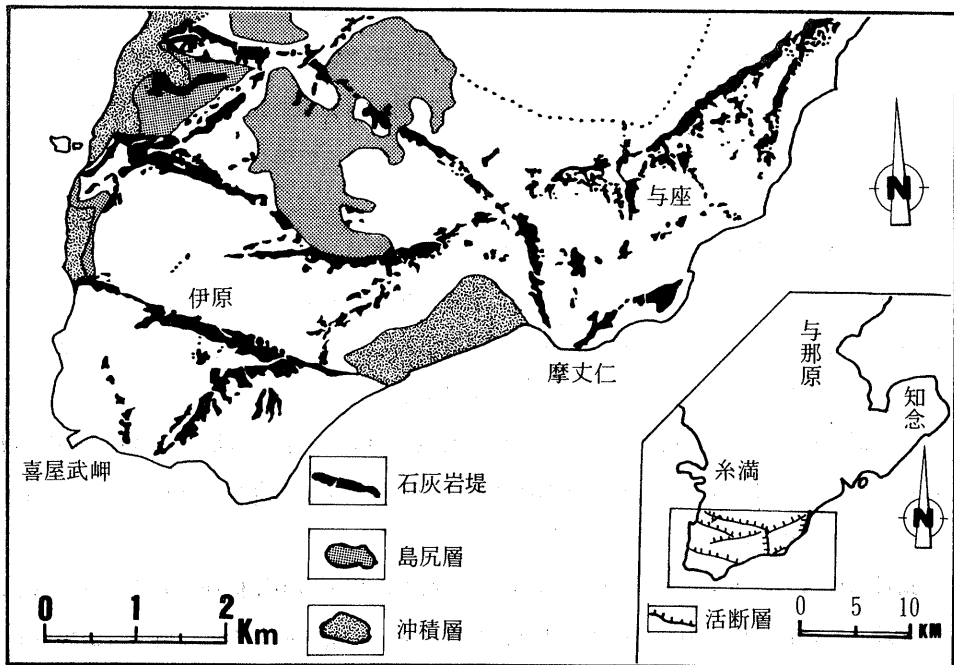 N
与座
伊原
摩丈仁
喜屋武岬
石灰岩堤
島尻層
沖積層
0 1 2
Km
与那原
知念
糸満
N
活断層
0 5 10
KM